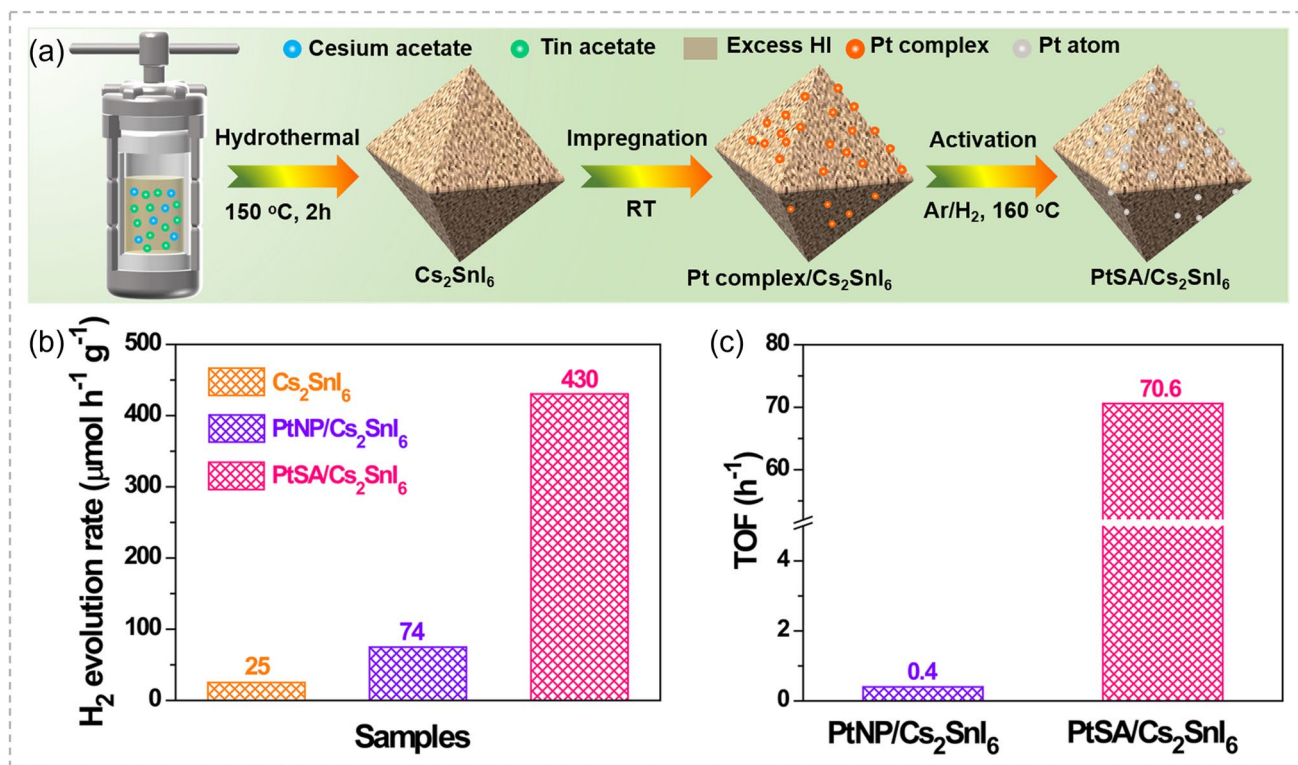 (a)
Cesium acetate Tin acetate Excess HI Pt complex Pt atom
Hydrothermal
150 °C, 2h
Impregnation
RT
Activation
Ar/H₂, 160 °C
Cs₂SnI₆
Pt complex/Cs₂SnI₆
PtSA/Cs₂SnI₆
(b)
H₂ evolution rate (μmol h⁻¹ g⁻¹)
500
400
300
200
100
0
Cs₂SnI₆
PtNP/Cs₂SnI₆
PtSA/Cs₂SnI₆
25
74
430
Samples
(c)
TOF (h⁻¹)
80
70
60
4
2
0
0.4
70.6
PtNP/Cs₂SnI₆
PtSA/Cs₂SnI₆